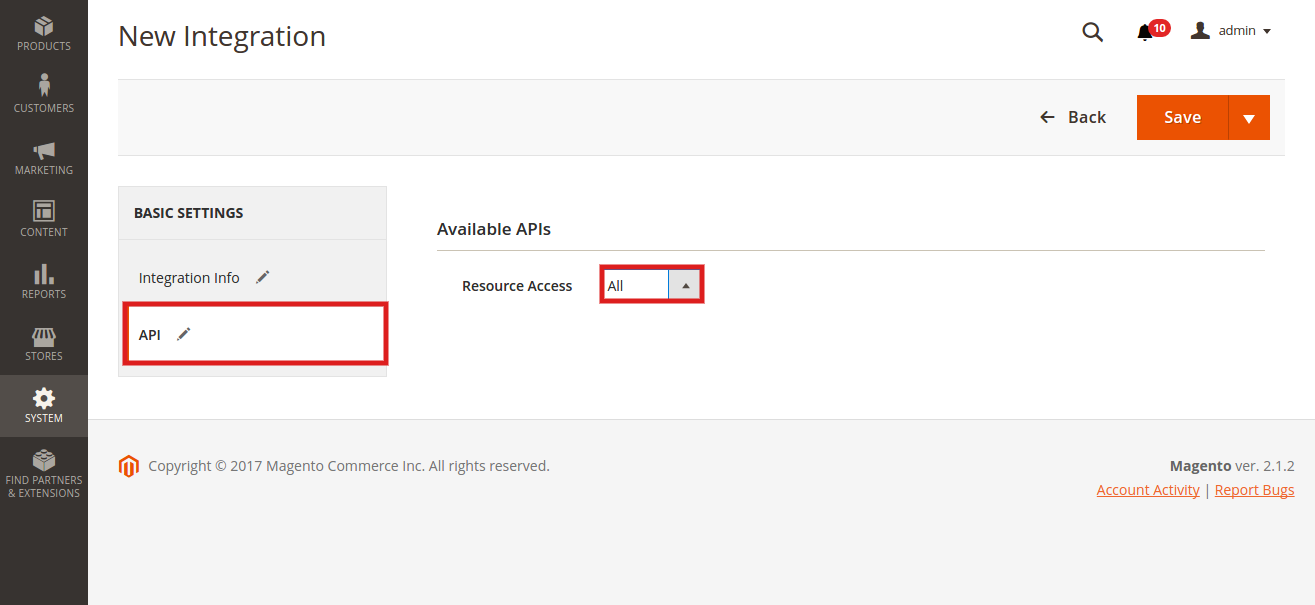 PRODUCTS
CUSTOMERS
MARKETING
CONTENT
REPORTS
STORES
SYSTEM
FIND PARTNERS
& EXTENSIONS
New Integration
10
admin
Back
Save
BASIC SETTINGS
Integration Info
API
Available APIs
Resource Access
All
Copyright © 2017 Magento Commerce Inc. All rights reserved.
Magento ver. 2.1.2
Account Activity | Report Bugs